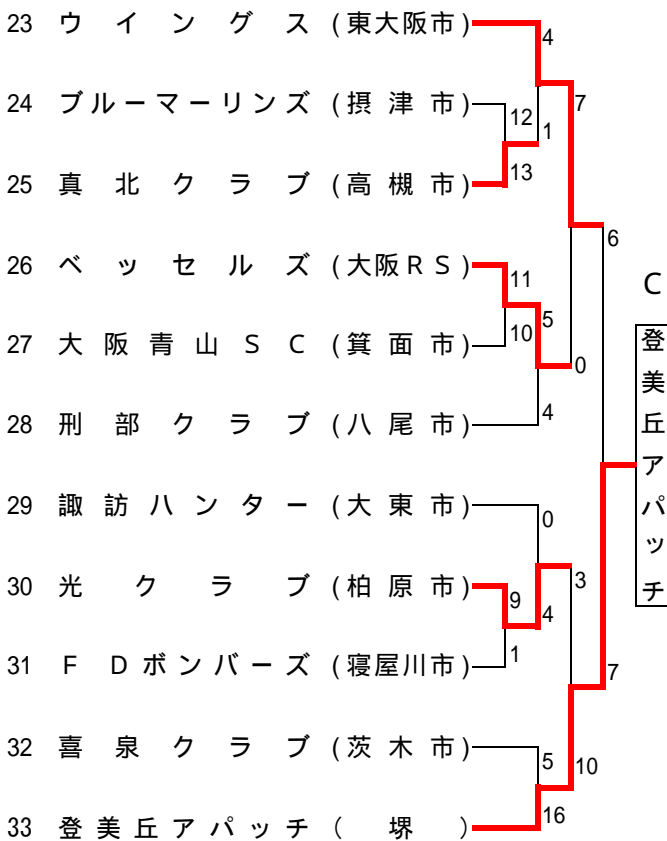 23 ウイングス (東大阪市)
4
24 ブルーマーリンズ (摂津市)
7
12
1
25 真北クラブ (高槻市)
13
6
26 ベッセルズ (大阪RS)
11
C
5
27 大阪青山SC (箕面市)
10
0
登美丘アパッチ
28 刑部クラブ (八尾市)
4
29 諏訪ハンター (大東市)
0
30 光クラブ (柏原市)
3
9
4
31 FDボンバーズ (寝屋川市)
1
7
32 喜泉クラブ (茨木市)
5
10
33 登美丘アパッチ (堺)
16